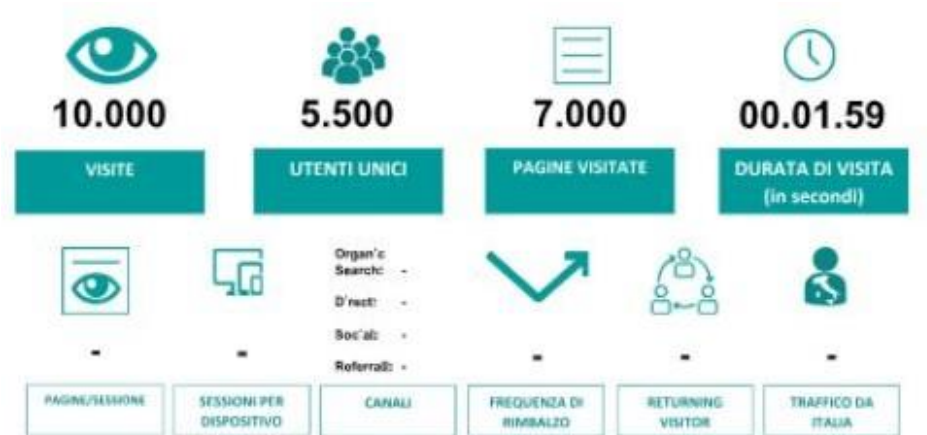 10.000
5.500
7.000
00.01.59
VISITE
UTENTI UNICI
PAGINE VISITATE
DURATA DI VISITA
(in secondi)
Organic
Search: -
Direct: -
Social: -
Referral: -
-
-
-
-
-
PAGINE/SESSIONE
SESSIONI PER
DISPOSITIVO
CANALI
FREQUENZA DI
RIMBALZO
RETURNING
VISITOR
TRAFFICO DA
ITALIA